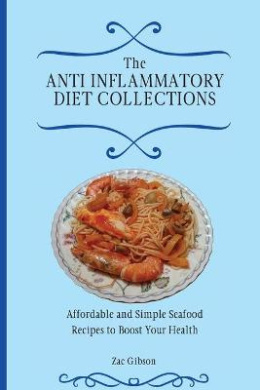 The
ANTI INFLAMMATORY
DIET COLLECTIONS
Affordable and Simple Seafood
Recipes to Boost Your Health
Zac Gibson